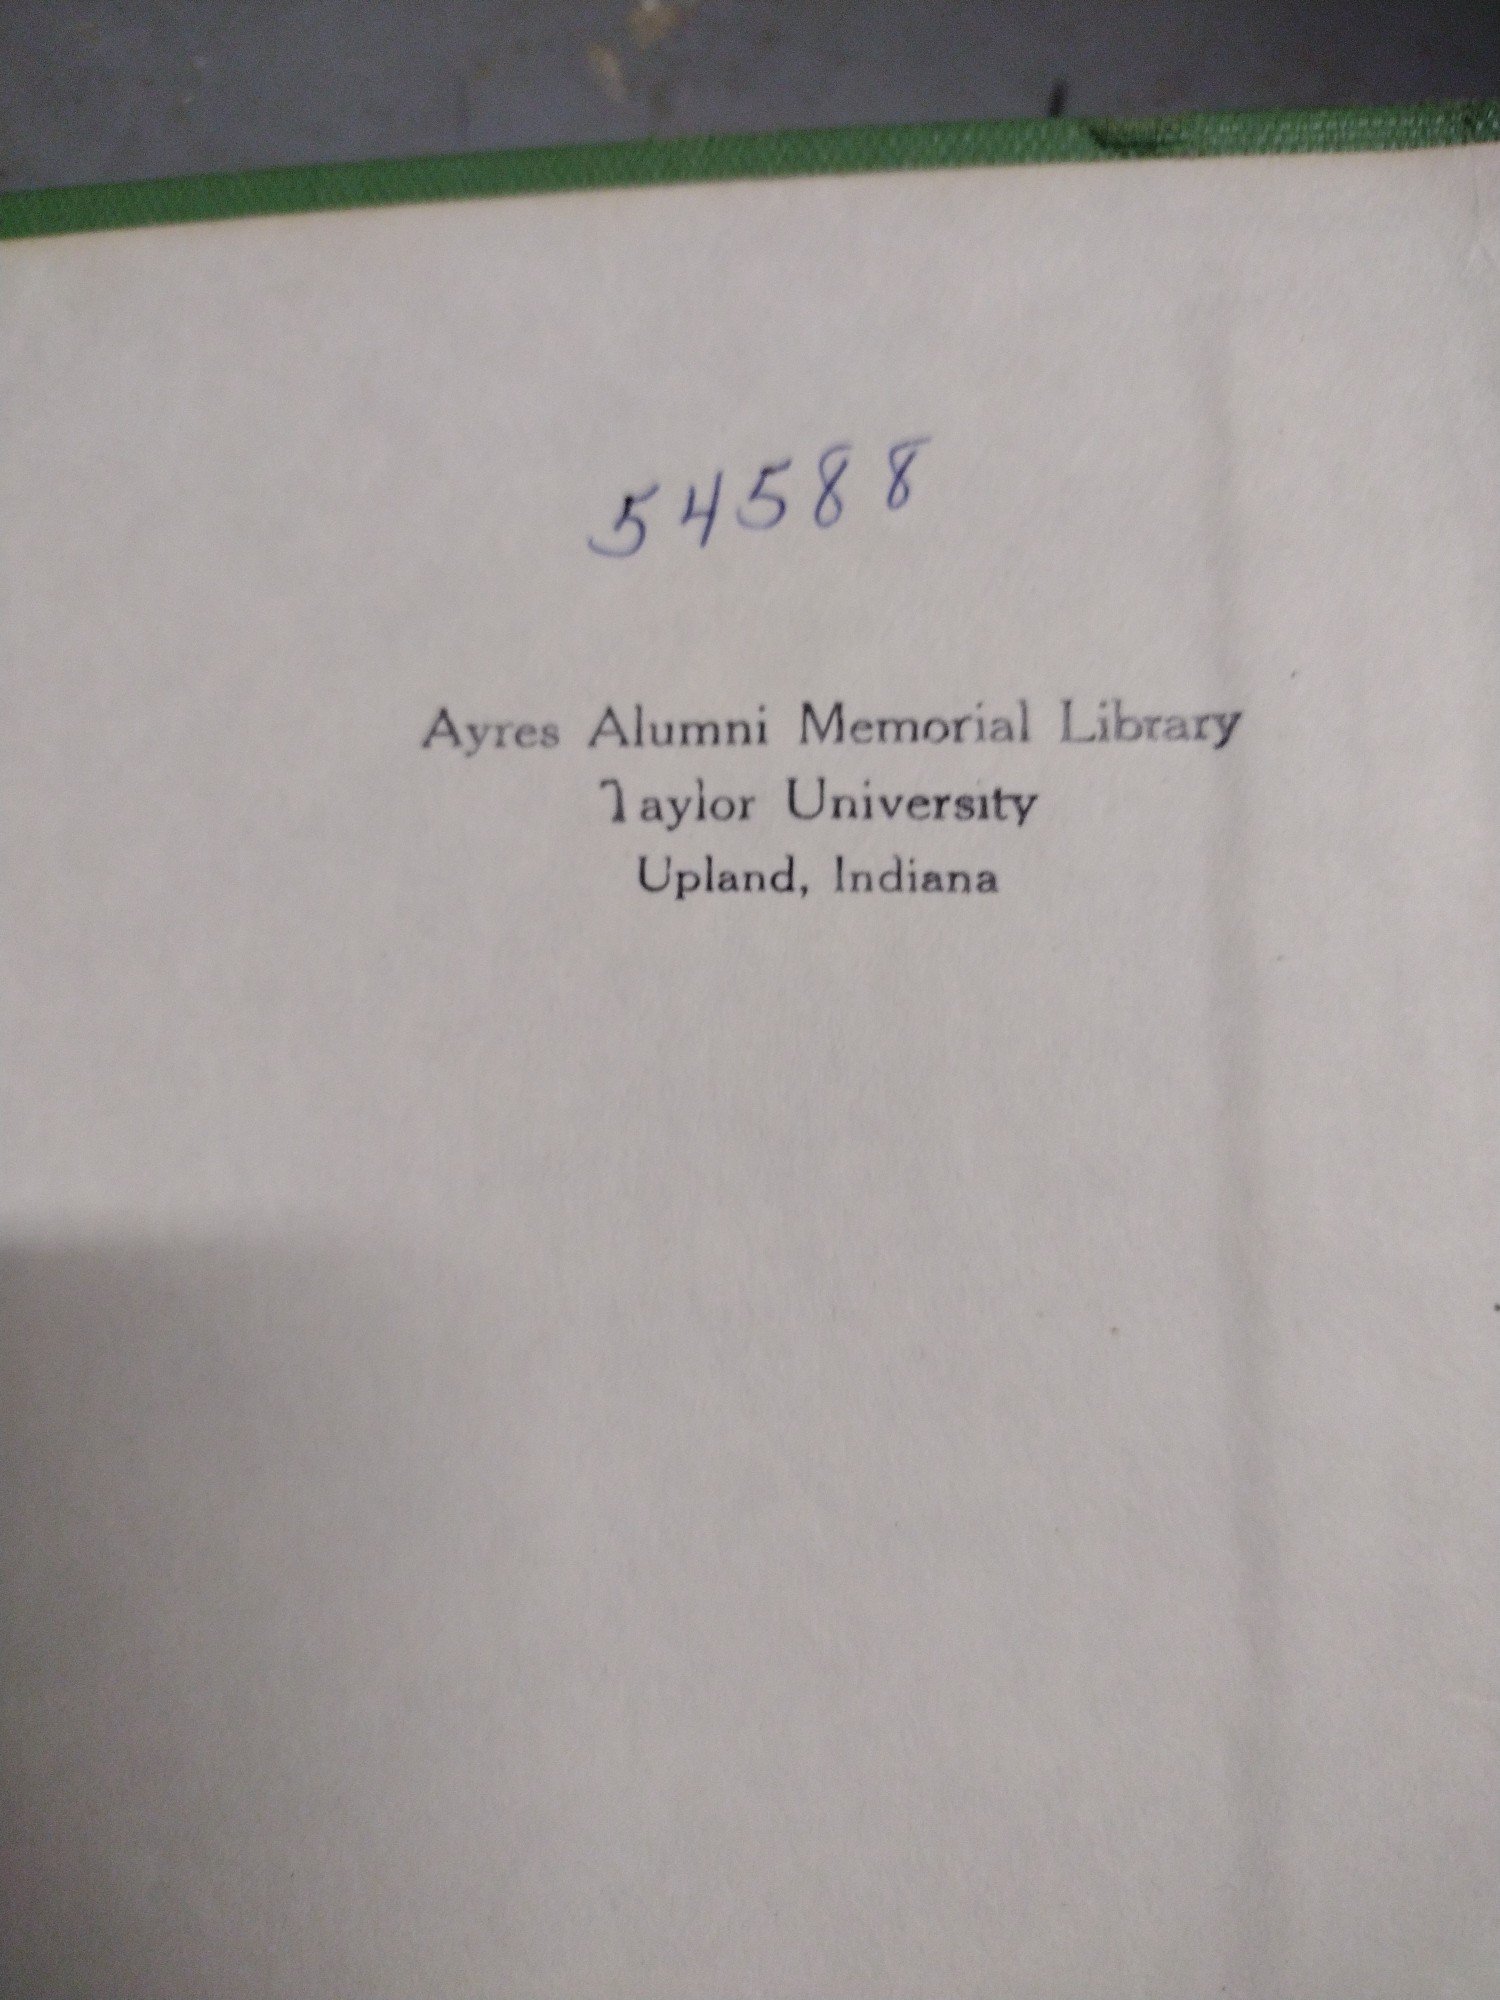 54588
Ayres Alumni Memorial Library
Taylor University
Upland, Indiana